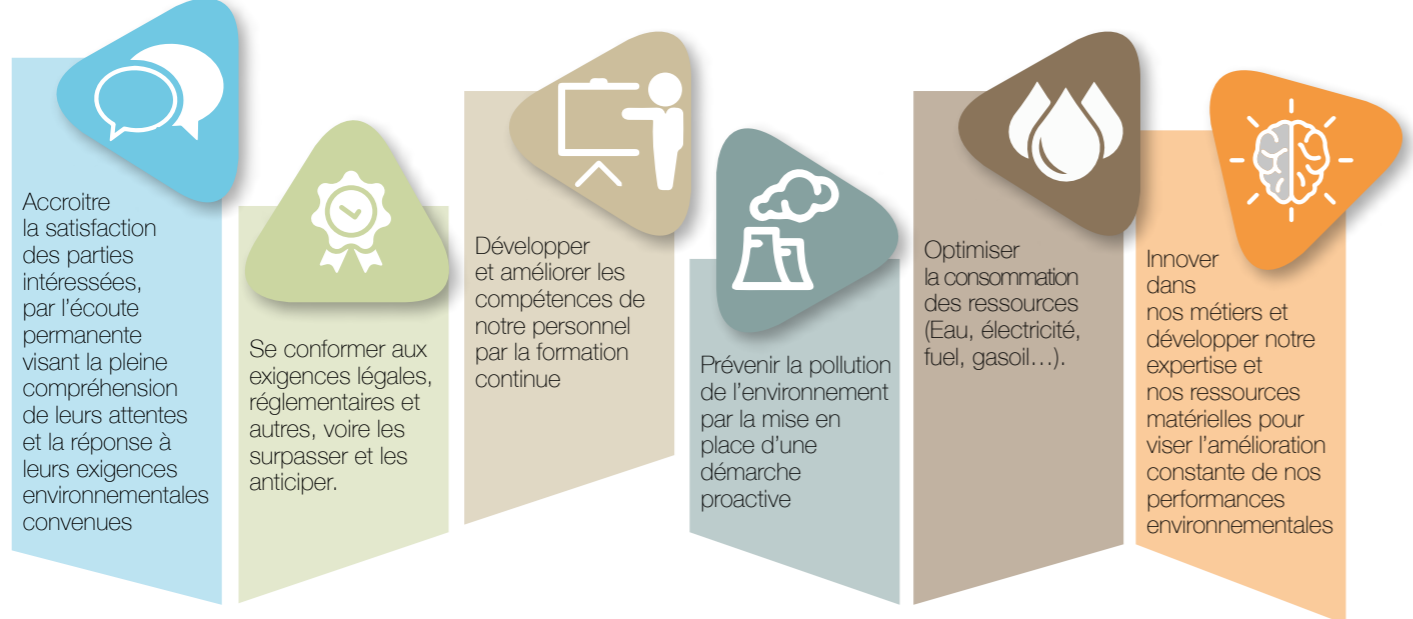 Accroitre
la satisfaction
des parties
intéressées,
par l'écoute
permanente
visant la pleine
compréhension
de leurs attentes
et la réponse à
leurs exigences
environnementales
convenues
Se conformer aux
exigences légales,
réglementaires et
autres, voire les
surpasser et les
anticiper.
Développer
et améliorer les
compétences de
notre personnel
par la formation
continue
Prévenir la pollution
de l'environnement
par la mise en
place d'une
démarche
proactive
Optimiser
la consommation
des ressources
(Eau, électricité,
fuel, gasoil…).
Innover
dans
nos métiers et
développer notre
expertise et
nos ressources
matérielles pour
viser l'amélioration
constante de nos
performances
environnementales